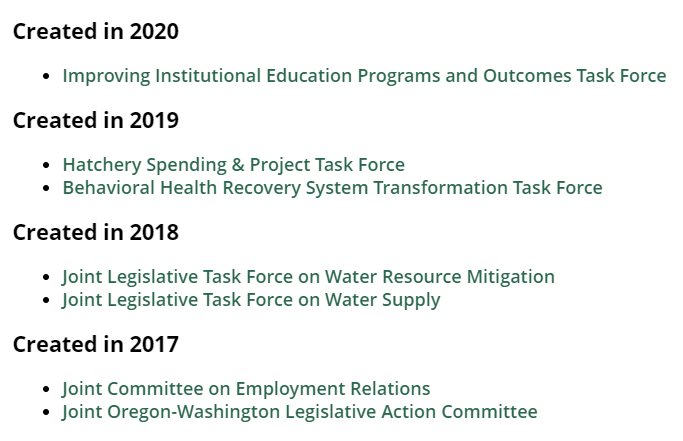 Created in 2020
Improving Institutional Education Programs and Outcomes Task Force
Created in 2019
Hatchery Spending & Project Task Force
Behavioral Health Recovery System Transformation Task Force
Created in 2018
Joint Legislative Task Force on Water Resource Mitigation
Joint Legislative Task Force on Water Supply
Created in 2017
Joint Committee on Employment Relations
Joint Oregon-Washington Legislative Action Committee